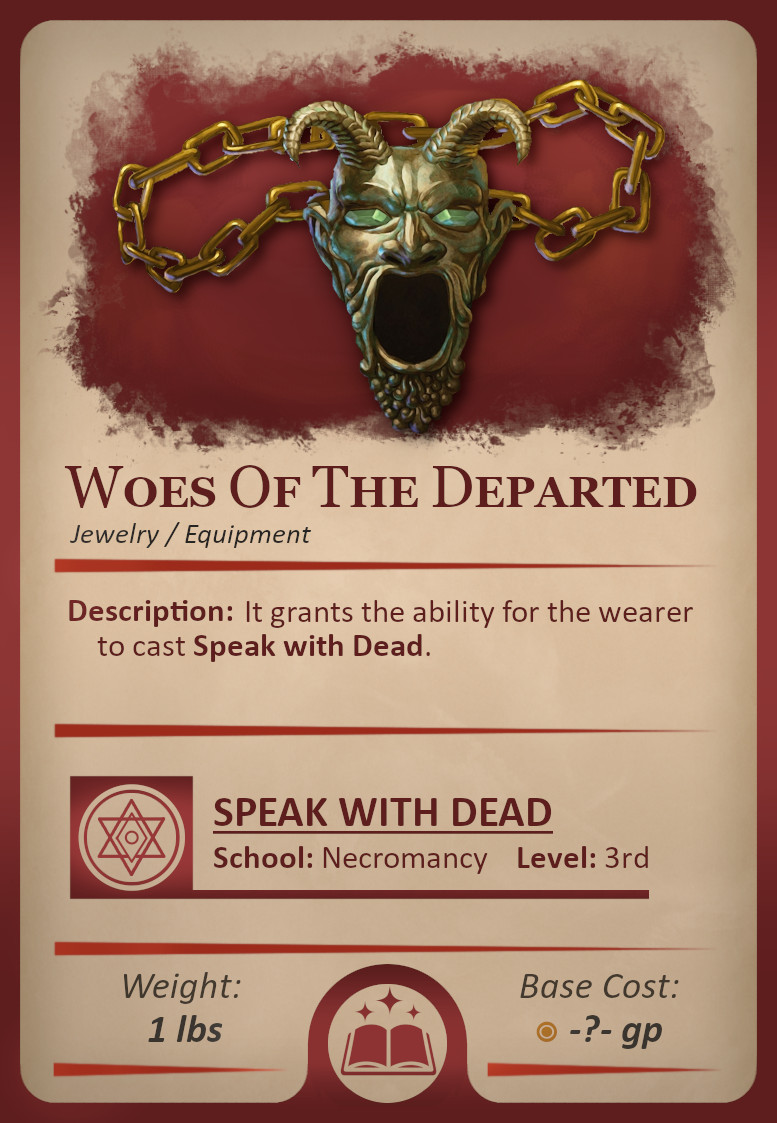 Woes Of The Departed
Jewelry / Equipment
Description: It grants the ability for the wearer
to cast Speak with Dead.
SPEAK WITH DEAD
School: Necromancy Level: 3rd
Weight:
1 lbs
Base Cost:
-?- gp